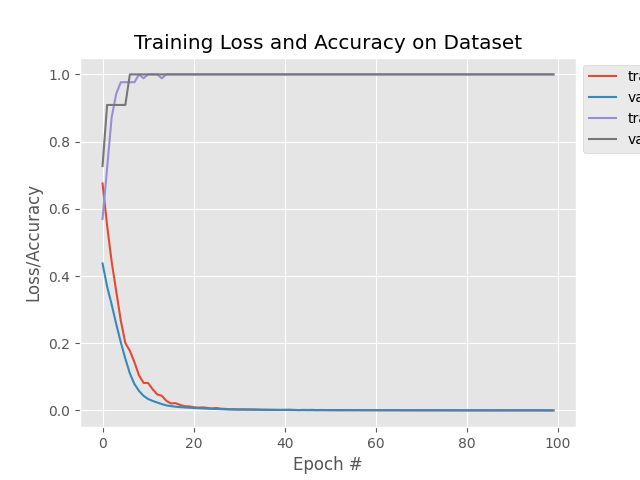 Training Loss and Accuracy on Dataset
1.0
0.8
0.6
0.4
0.2
0.0
Loss/Accuracy
0 20 40 60 80 100
Epoch #
tra
va
tra
va